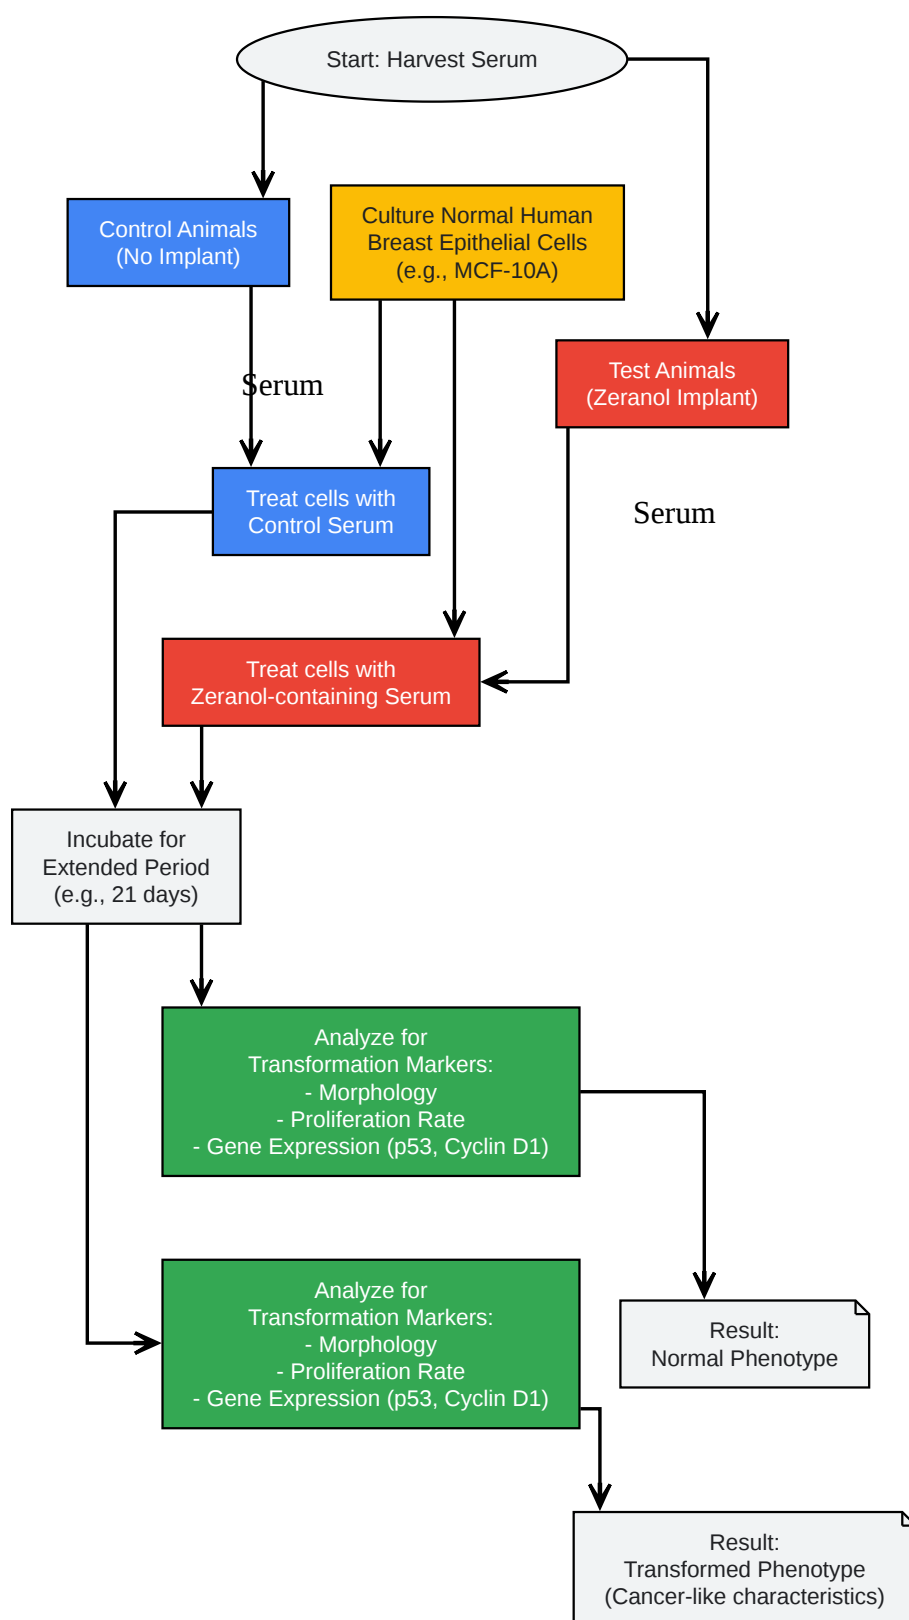 Start: Harvest Serum
Control Animals
(No Implant)
Culture Normal Human
Breast Epithelial Cells
(e.g., MCF-10A)
Test Animals
(Zeranol Implant)
Serum
Treat cells with
Control Serum
Serum
Treat cells with
Zeranol-containing Serum
Incubate for
Extended Period
(e.g., 21 days)
Analyze for
Transformation Markers:
- Morphology
- Proliferation Rate
- Gene Expression (p53, Cyclin D1)
Analyze for
Transformation Markers:
- Morphology
- Proliferation Rate
- Gene Expression (p53, Cyclin D1)
Result:
Normal Phenotype
Result:
Transformed Phenotype
(Cancer-like characteristics)